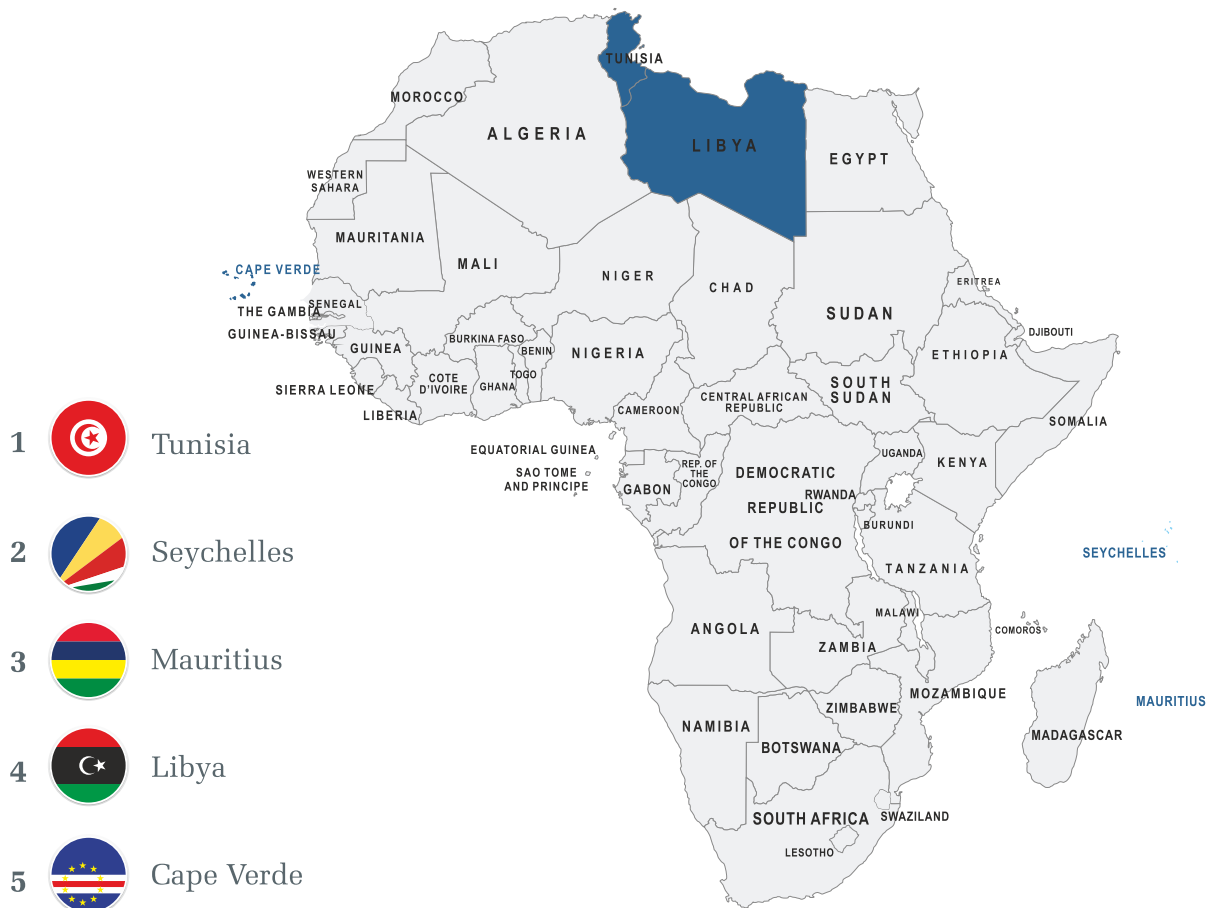 TUNISIA
MOROCCO
ALGERIA
LIBYA
EGYPT
WESTERN
SAHARA
MAURITANIA
MALI
NIGER
CHAD
SUDAN
ERITREA
CAPE VERDE
SENEGAL
THE GAMBIA
GUINEA-BISSAU
GUINEA
BURKINA FASO
BENIN
NIGERIA
DJIBOUTI
ETHIOPIA
SIERRA LEONE
COTE
D'IVOIRE
GHANA
TOGO
LIBERIA
CAMEROON
CENTRAL AFRICAN
REPUBLIC
SOUTH
SUDAN
SOMALIA
EQUATORIAL GUINEA
SAO TOME
AND PRINCIPE
GABON
REP. OF
THE
CONGO
DEMOCRATIC
REPUBLIC
OF THE CONGO
UGANDA
KENYA
RWANDA
BURUNDI
TANZANIA
SEYCHELLES
ANGOLA
ZAMBIA
MALAWI
COMOROS
MOZAMBIQUE
MAURITIUS
NAMIBIA
ZIMBABWE
BOTSWANA
MADAGASCAR
SOUTH AFRICA
SWAZILAND
LESOTHO
1 Tunisia
2 Seychelles
3 Mauritius
4 Libya
5 Cape Verde